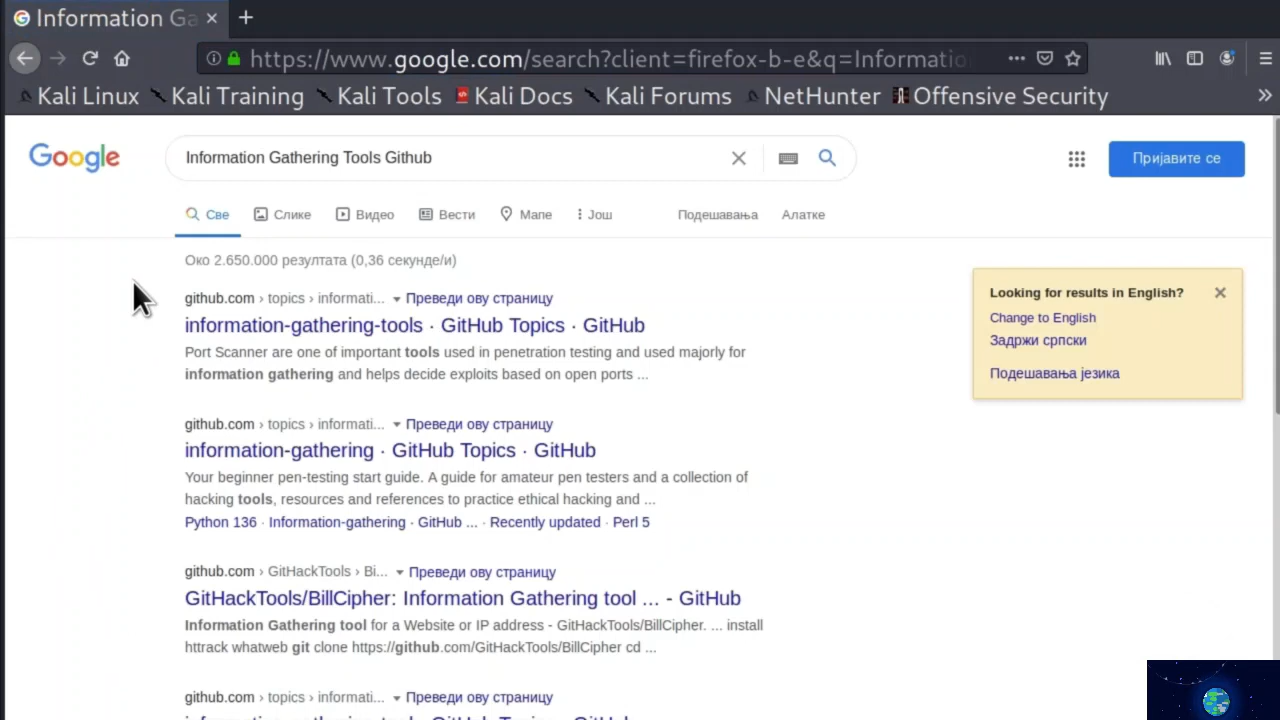 Information Ga
https://www.google.com/search?client=firefox-b-e&q=Informatio
Kali Linux Kali Training Kali Tools Kali Docs Kali Forums NetHunter Offensive Security
Google Information Gathering Tools Github Пријавите се
Све Слике Видео Вести Мапе Још Подешавања Алатке
Око 2.650.000 резултата (0,36 секунде/и)
github.com › topics › informati... Преведи ову страницу
information-gathering-tools · GitHub Topics · GitHub
Port Scanner are one of important tools used in penetration testing and used majorly for
information gathering and helps decide exploits based on open ports ...
github.com › topics › informati... Преведи ову страницу
information-gathering · GitHub Topics · GitHub
Your beginner pen-testing start guide. A guide for amateur pen testers and a collection of
hacking tools, resources and references to practice ethical hacking and ...
Python 136 · Information-gathering · GitHub ... · Recently updated · Perl 5
github.com › GitHackTools › Bi... Преведи ову страницу
GitHackTools/BillCipher: Information Gathering tool ... - GitHub
Information Gathering tool for a Website or IP address - GitHackTools/BillCipher. ... install
httrack whatweb git clone https://github.com/GitHackTools/BillCipher cd ...
github.com › topics › informati... Преведи ову страницу
Looking for results in English?
Change to English
Задржи српски
Подешавања језика